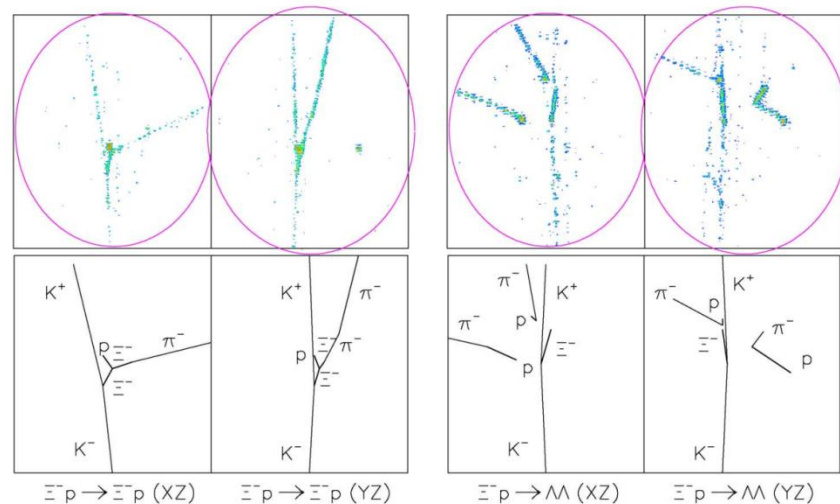 K⁺
p Ξ⁻
π⁻
Ξ⁻
K⁻
K⁺
π⁻
p Ξ⁻
π⁻
Ξ⁻
K⁻
π⁻
K⁺
p
π⁻
Ξ⁻
p
K⁻
K⁺
π⁻
p
π⁻
Ξ⁻
p
K⁻
Ξ⁻p → Ξ⁻p (XZ)
Ξ⁻p → Ξ⁻p (YZ)
Ξ⁻p → ΛΛ (XZ)
Ξ⁻p → ΛΛ (YZ)